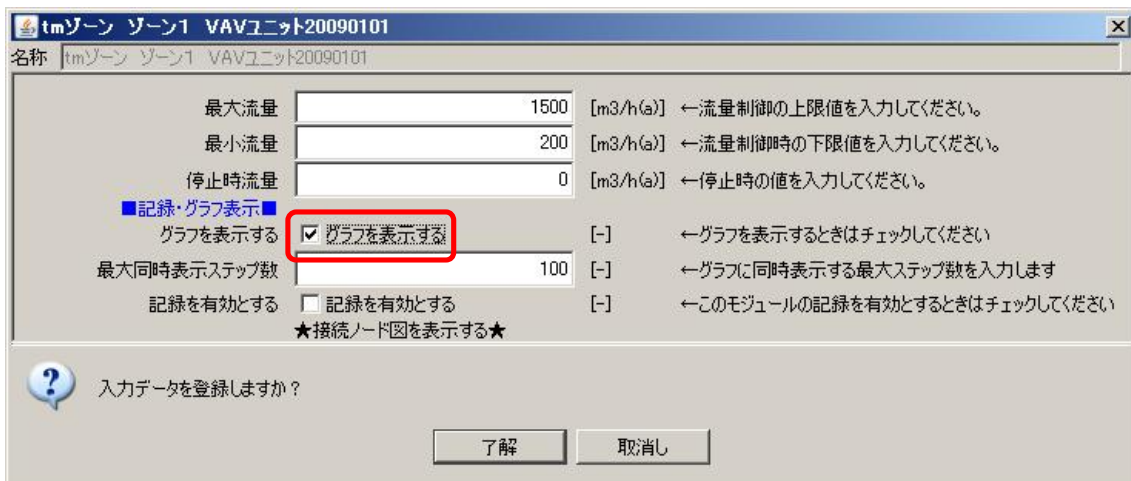 tmゾーン ゾーン1 VAVユニット20090101
名称 tmゾーン ゾーン1 VAVユニット20090101
最大流量 1500 [m3/h(a)] ←流量制御の上限値を入力してください。
最小流量 200 [m3/h(a)] ←流量制御時の下限値を入力してください。
停止時流量 0 [m3/h(a)] ←停止時の値を入力してください。
■記録・グラフ表示■
グラフを表示する グラフを表示する [-] ←グラフを表示するときはチェックしてください
最大同時表示ステップ数 100 [-] ←グラフに同時表示する最大ステップ数を入力します
記録を有効とする 記録を有効とする [-] ←このモジュールの記録を有効とするときはチェックしてください
★接続ノード図を表示する★
入力データを登録しますか?
了解 取消し